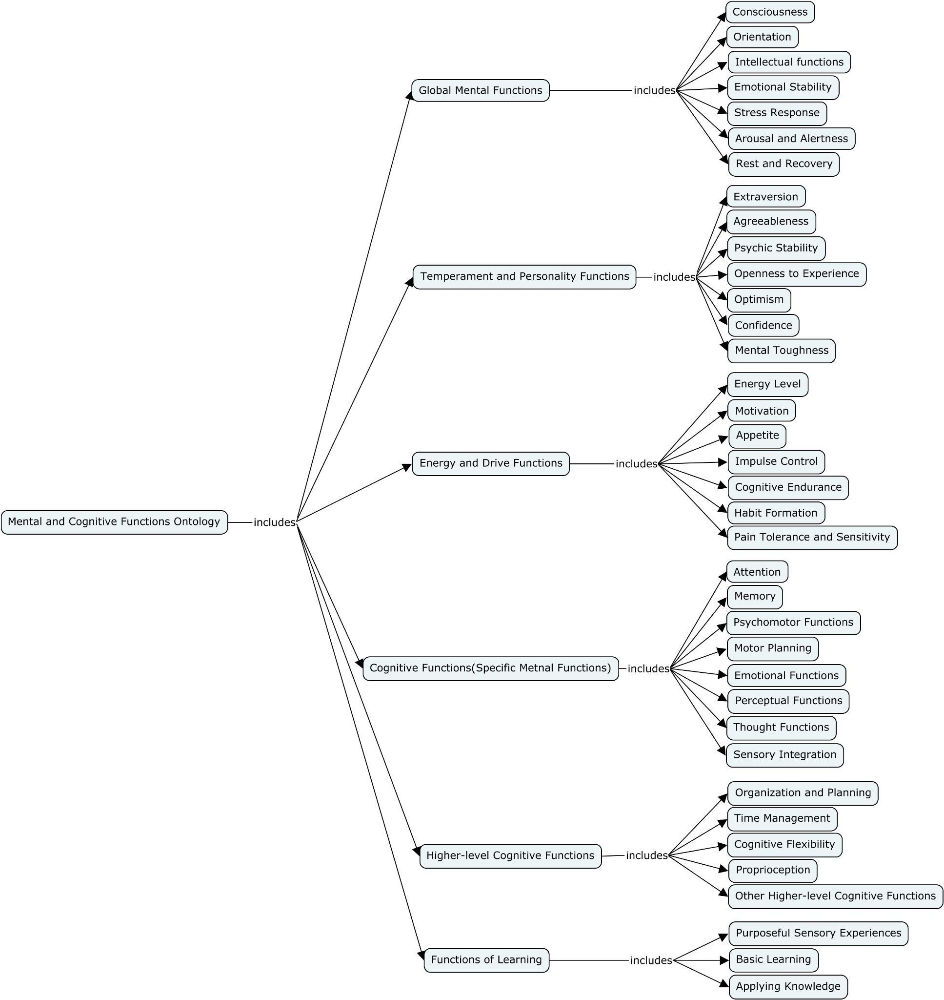 Consciousness
Orientation
Intellectual functions
Global Mental Functions
includes
Emotional Stability
Stress Response
Arousal and Alertness
Rest and Recovery
Extraversion
Agreeableness
Psychic Stability
Temperament and Personality Functions
includes
Openness to Experience
Optimism
Confidence
Mental Toughness
Energy Level
Motivation
Appetite
Energy and Drive Functions
includes
Impulse Control
Cognitive Endurance
Habit Formation
Pain Tolerance and Sensitivity
Mental and Cognitive Functions Ontology
includes
Attention
Memory
Psychomotor Functions
Motor Planning
Cognitive Functions(Specific Metnal Functions)
includes
Emotional Functions
Perceptual Functions
Thought Functions
Sensory Integration
Organization and Planning
Time Management
Cognitive Flexibility
Higher-level Cognitive Functions
includes
Proprioception
Other Higher-level Cognitive Functions
Purposeful Sensory Experiences
Functions of Learning
includes
Basic Learning
Applying Knowledge